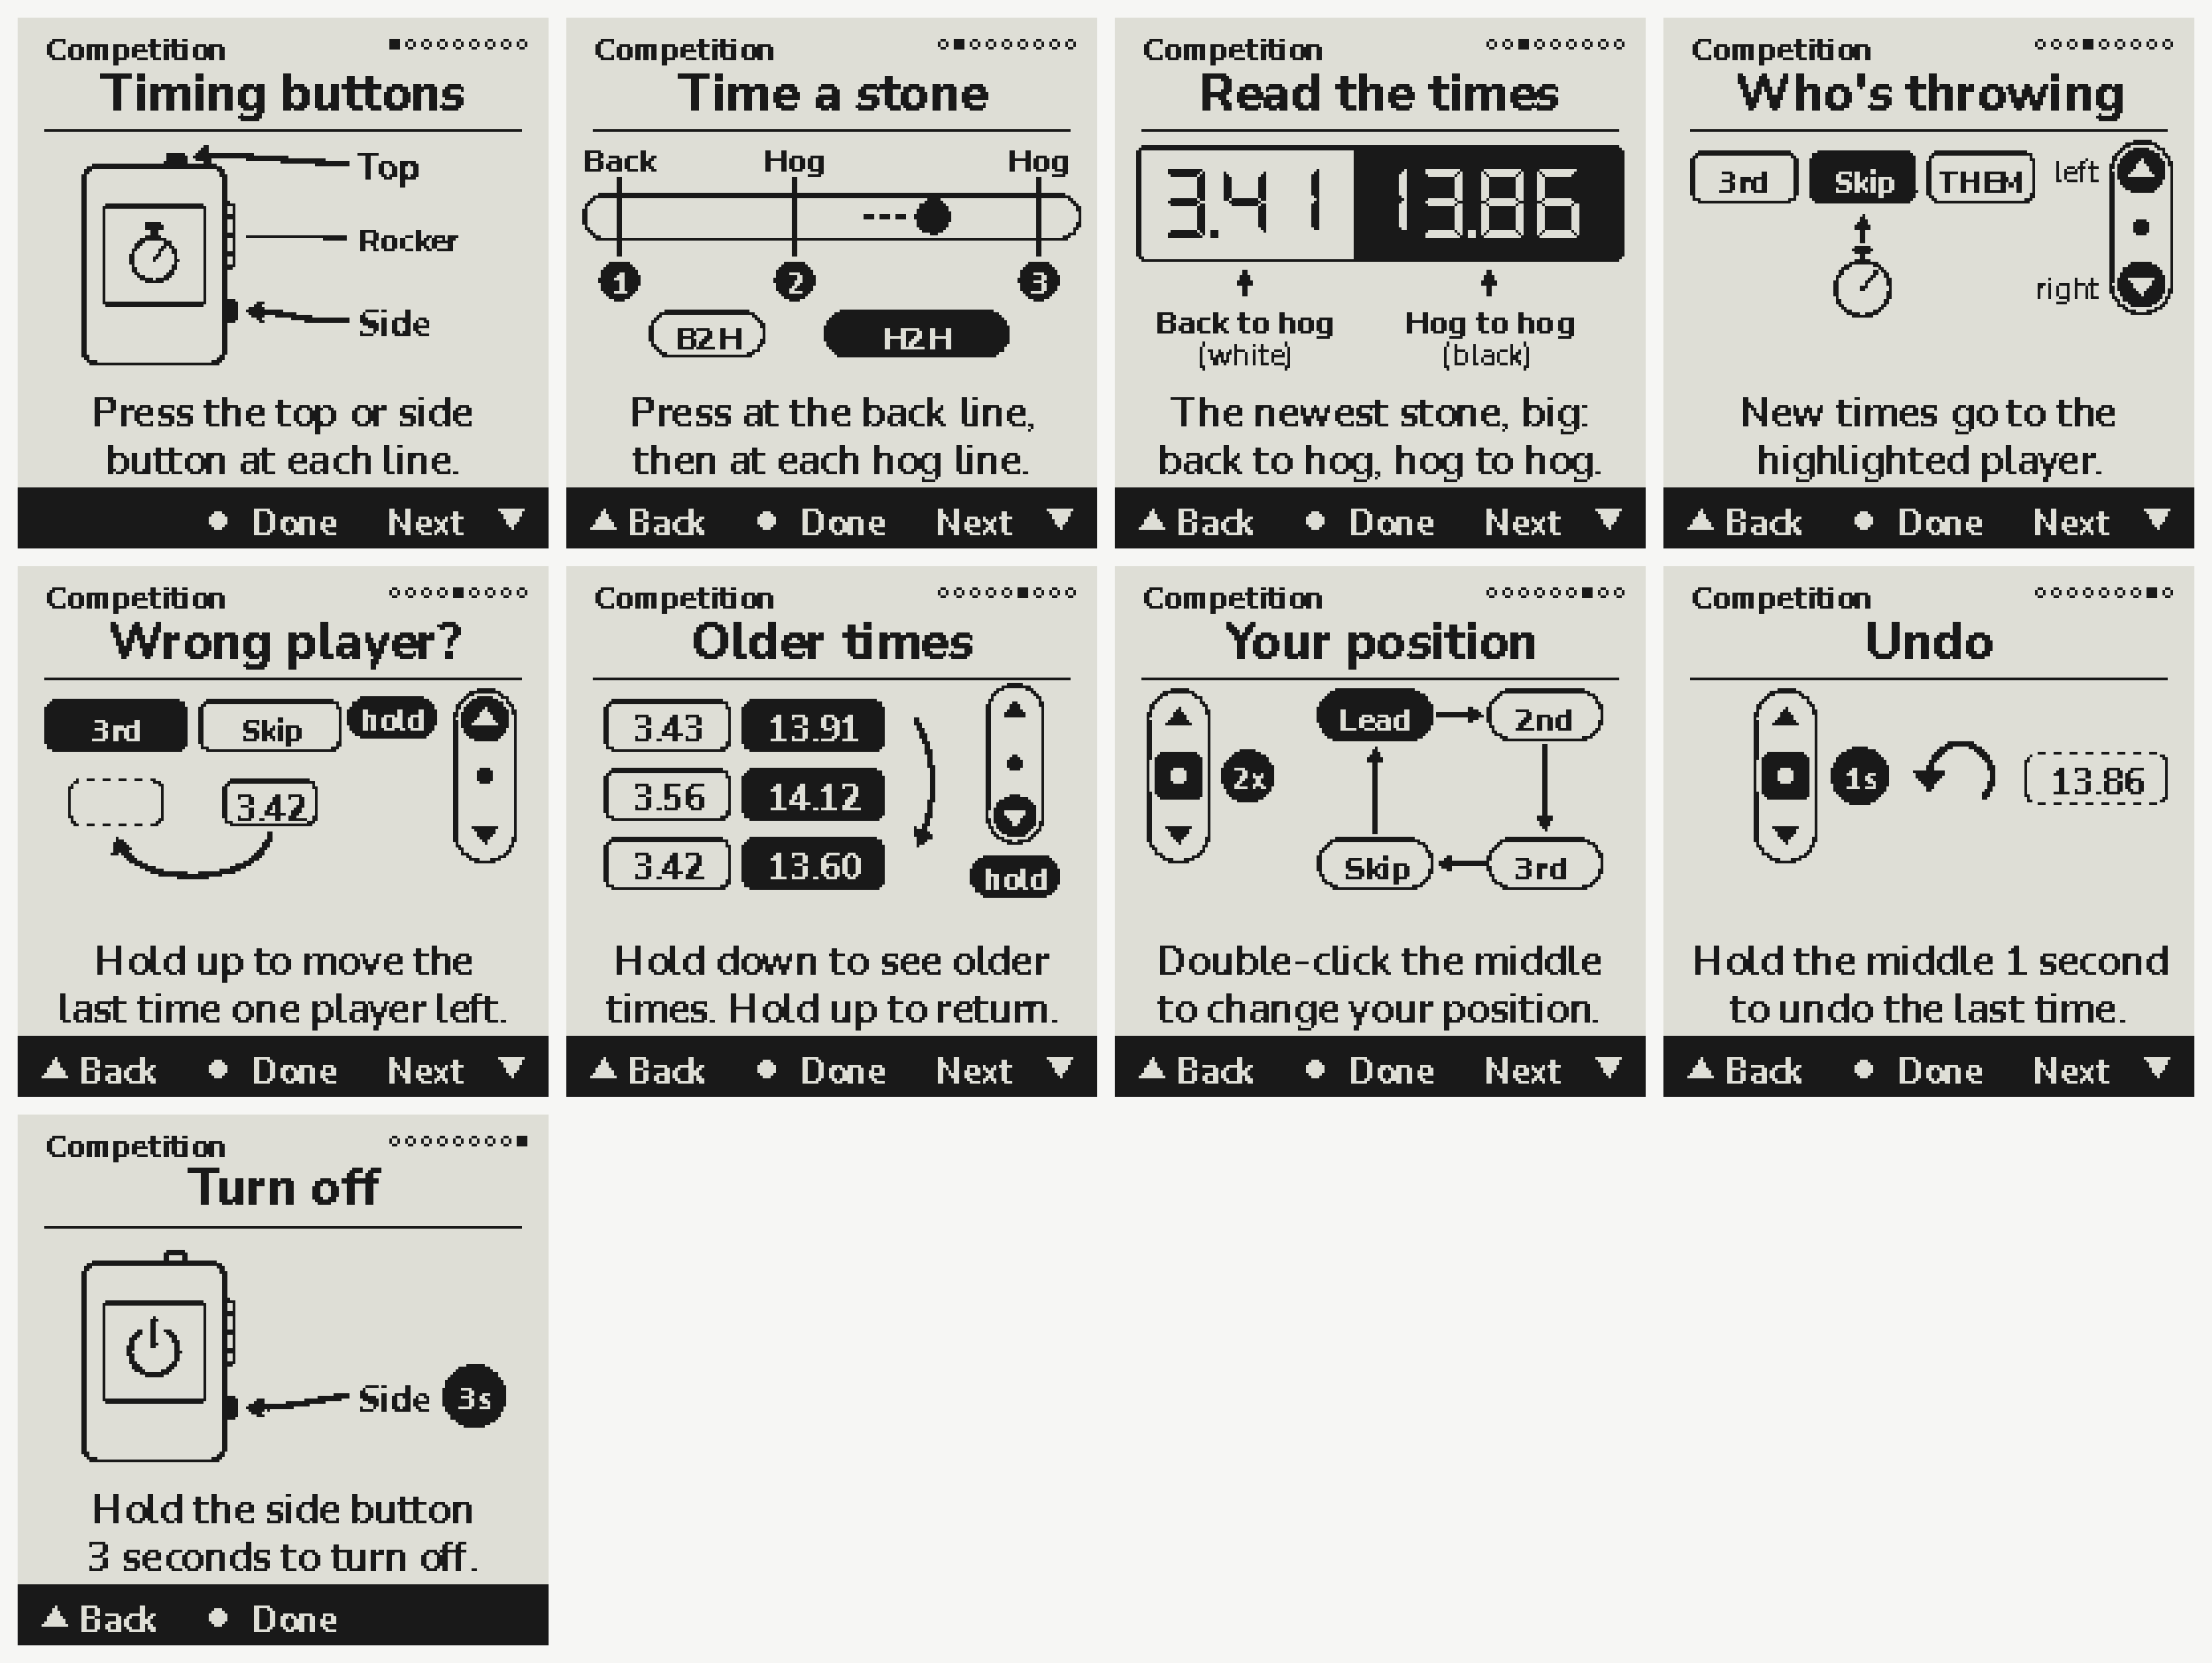 Competition
Timing buttons
Top
Rocker
Side
Press the top or side
button at each line.
Done Next
Competition
Time a stone
Back Hog Hog
1 2 3
B2H H2H
Press at the back line,
then at each hog line.
Back Done Next
Competition
Read the times
3.41 13.86
Back to hog Hog to hog
(white) (black)
The newest stone, big:
back to hog, hog to hog.
Back Done Next
Competition
Who's throwing
3rd Skip THEM left
right
New times go to the
highlighted player.
Back Done Next
Competition
Wrong player?
3rd Skip hold
3.42
Hold up to move the
last time one player left.
Back Done Next
Competition
Older times
3.43 13.91
3.56 14.12
3.42 13.60
hold
Hold down to see older
times. Hold up to return.
Back Done Next
Competition
Your position
Lead 2nd
2x
Skip 3rd
Double-click the middle
to change your position.
Back Done Next
Competition
Undo
1s 13.86
Hold the middle 1 second
to undo the last time.
Back Done Next
Competition
Turn off
Side 3s
Hold the side button
3 seconds to turn off.
Back Done